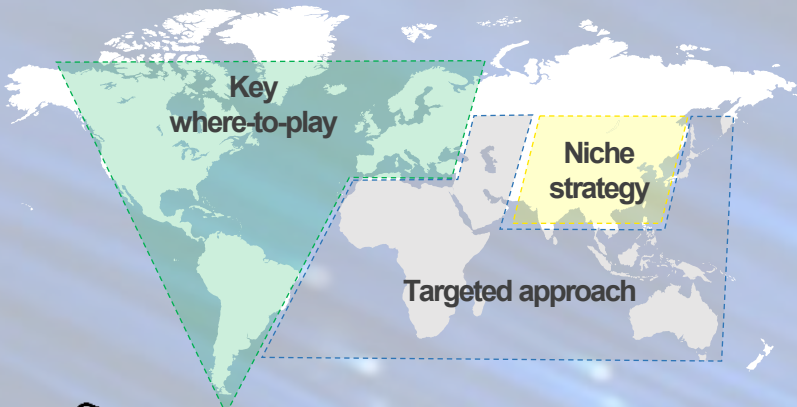 Key
where-to-play
Niche
strategy
Targeted approach